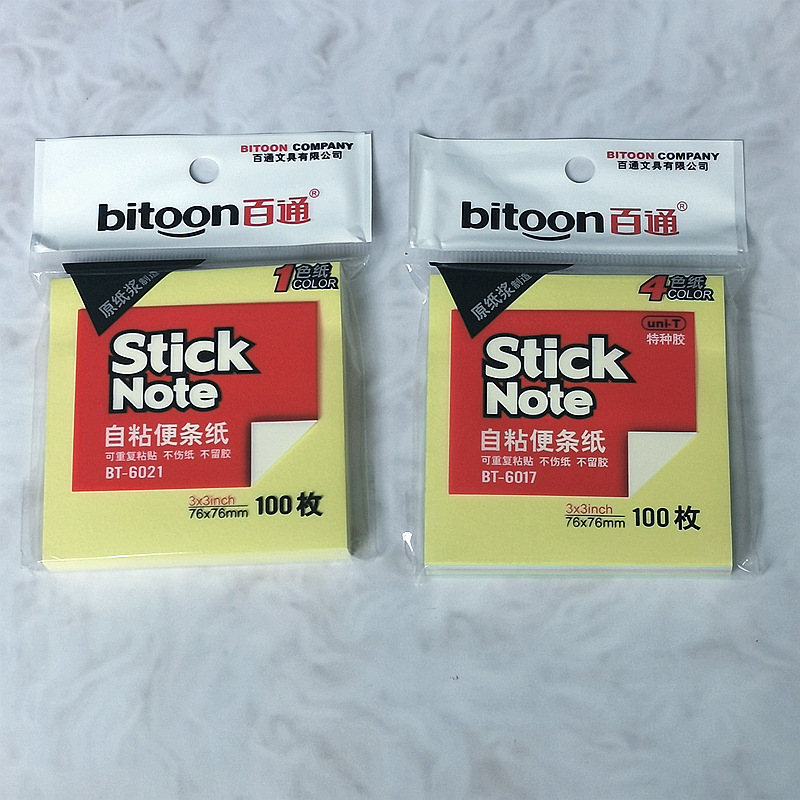 BITOON COMPANY
百通文具有限公司
bitoon百通®
原纸浆制造
1色纸
COLOR
Stick
Note
自粘便条纸
可重复粘贴 不伤纸 不留胶
BT-6021
3x3inch
76x76mm
100枚
BITOON COMPANY
百通文具有限公司
bitoon百通®
原纸浆制造
4色纸
COLOR
uni-T
特种胶
Stick
Note
自粘便条纸
可重复粘贴 不伤纸 不留胶
BT-6017
3x3inch
76x76mm
100枚